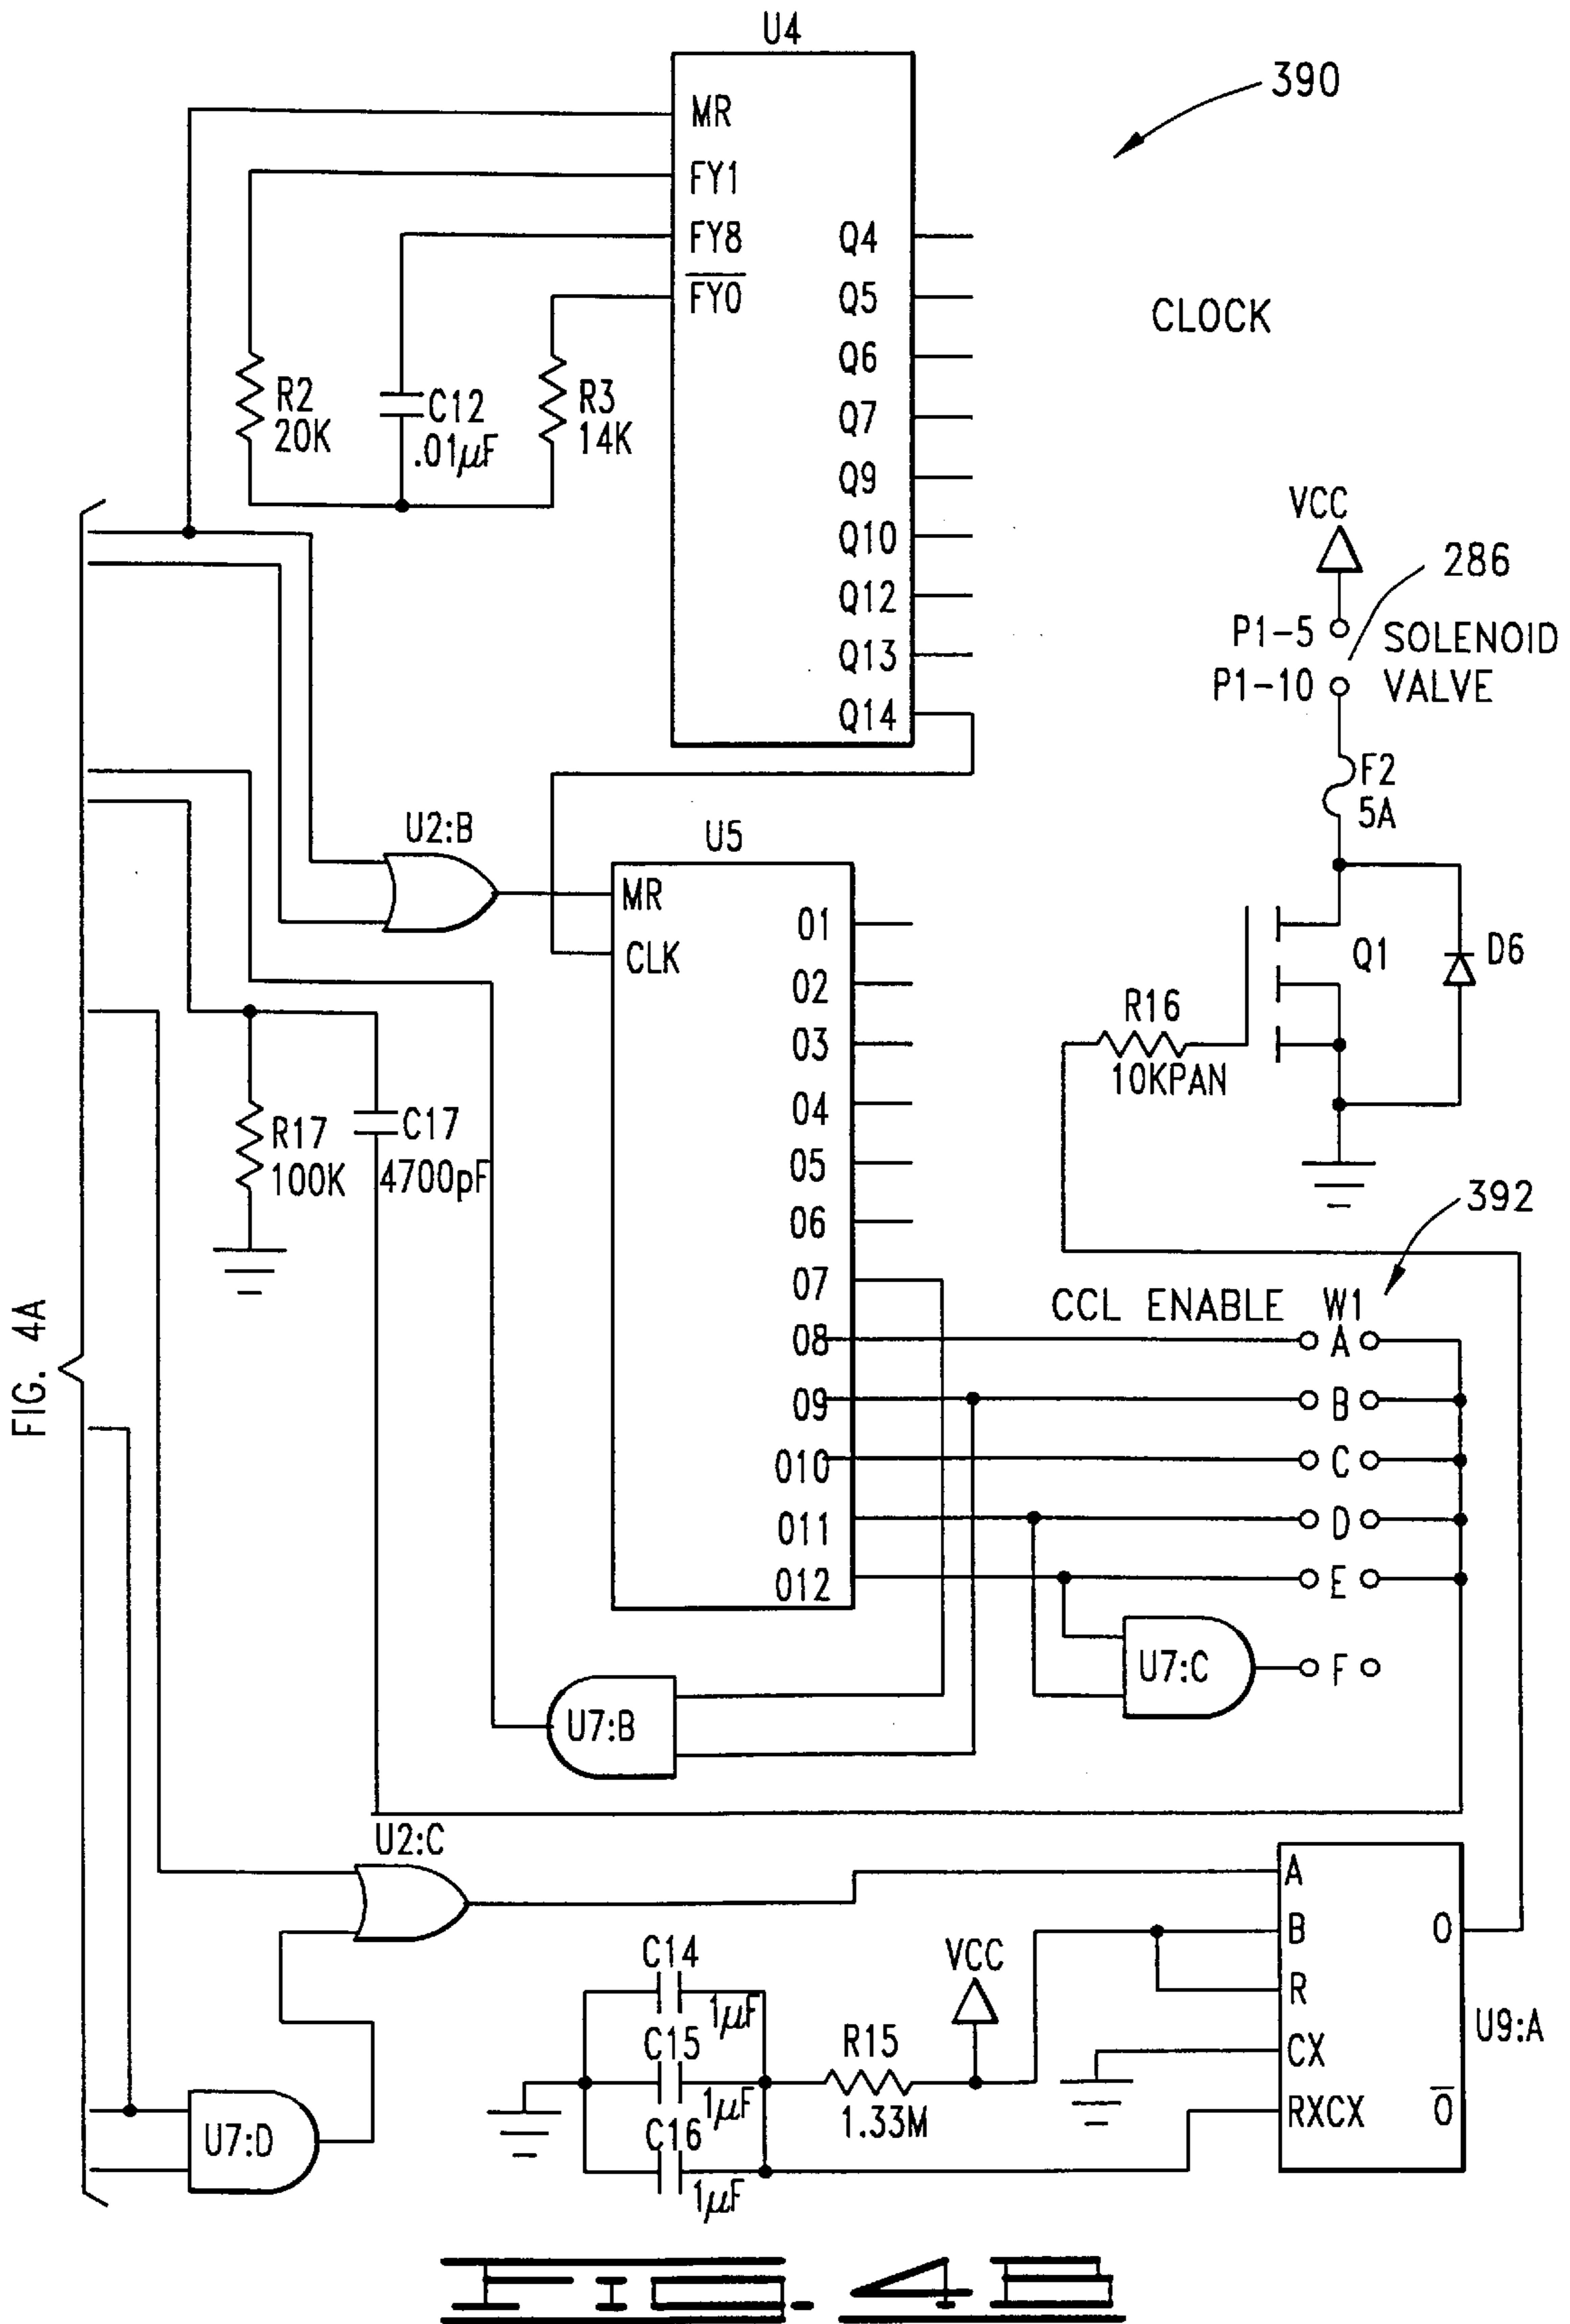 U4
390
MR
FY1
FY8
FY0
Q4
Q5
Q6
Q7
Q9
Q10
Q12
Q13
Q14
CLOCK
R2
20K
C12
.01µF
R3
14K
VCC
286
P1-5
SOLENOID
P1-10
VALVE
F2
5A
U2:B
U5
MR
CLK
01
02
03
04
05
06
07
08
09
010
011
012
Q1
D6
R16
10KPAN
R17
100K
C17
4700pF
392
FIG. 4A
CCL ENABLE W1
A
B
C
D
E
F
U7:C
U7:B
U2:C
A
B
R
CX
RXCX
0
0
U9:A
C14
1µF
C15
1µF
C16
1µF
VCC
R15
1.33M
U7:D
FIG. 4B